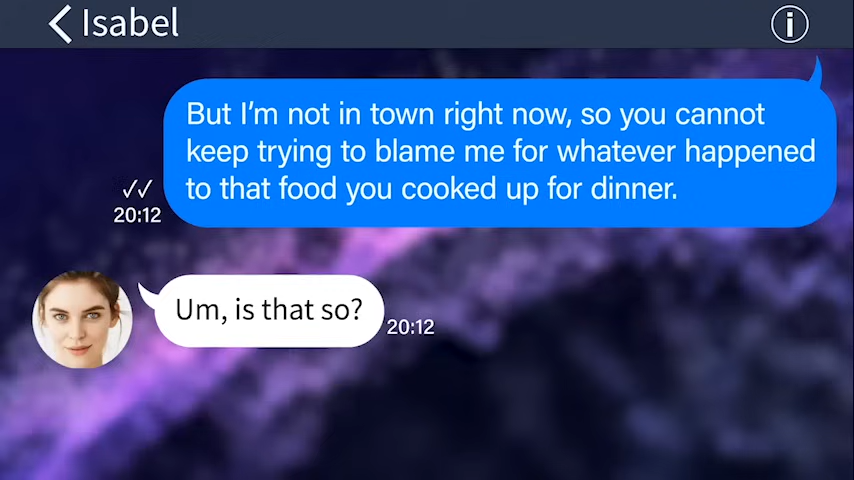 Isabel
But I'm not in town right now, so you cannot
keep trying to blame me for whatever happened
to that food you cooked up for dinner.
20:12
Um, is that so?
20:12